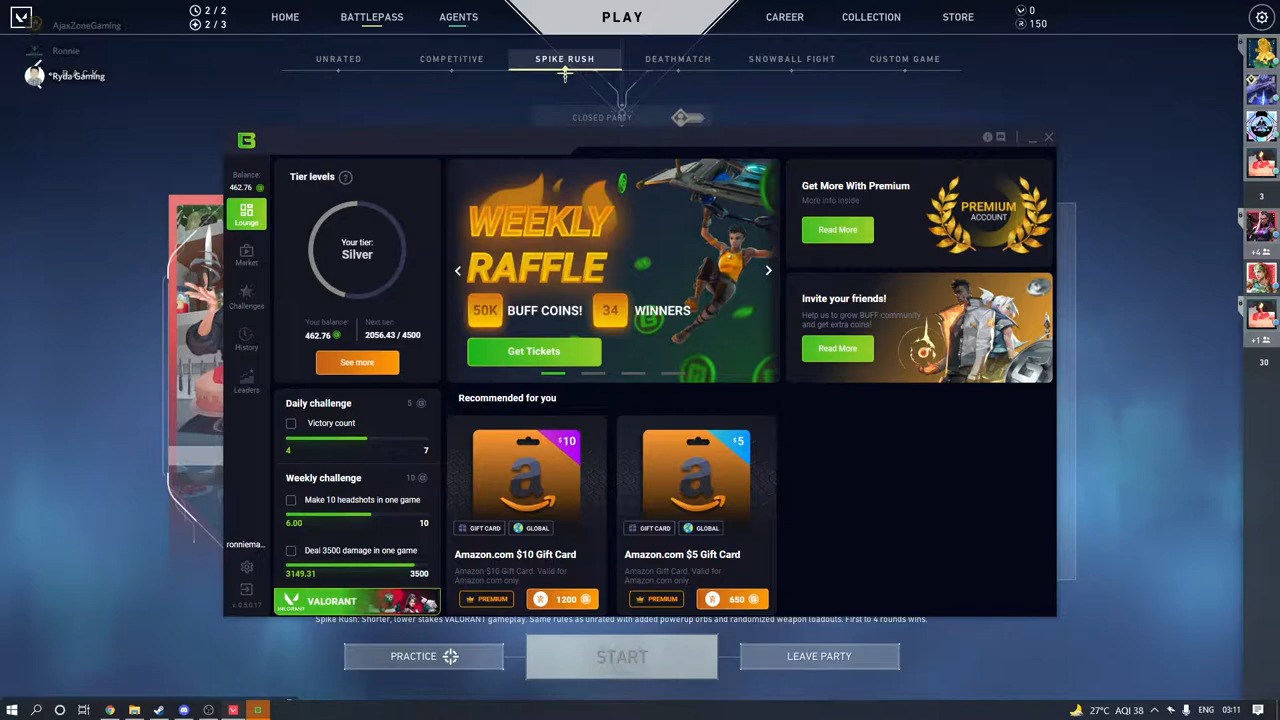 AjaxZoneGaming
Ronnie
*Ryda Gaming
2 / 2
2 / 3
HOME
BATTLEPASS
AGENTS
PLAY
CAREER
COLLECTION
STORE
0
150
UNRATED
COMPETITIVE
SPIKE RUSH
DEATHMATCH
SNOWBALL FIGHT
CUSTOM GAME
CLOSED PARTY
Balance:
462.76
Lounge
Market
Challenges
History
Leaders
ronniema...
v 0.5.0.17
Tier levels ?
Your tier:
Silver
Your balance:
462.76
Next tier:
2056.43 / 4500
See more
WEEKLY
RAFFLE
50K BUFF COINS! 34 WINNERS
Get Tickets
Get More With Premium
More info inside
Read More
PREMIUM
ACCOUNT
Invite your friends!
Help us to grow BUFF community
and get extra coins!
Read More
Daily challenge 5
Victory count
4 7
Weekly challenge 10
Make 10 headshots in one game
6.00 10
Deal 3500 damage in one game
3149.31 3500
VALORANT
VALORANT
Recommended for you
$10
GIFT CARD
GLOBAL
Amazon.com $10 Gift Card
Amazon $10 Gift Card. Valid for
Amazon.com only.
PREMIUM
1200
$5
GIFT CARD
GLOBAL
Amazon.com $5 Gift Card
Amazon $5 Gift Card. Valid for
Amazon.com only.
PREMIUM
650
3
+4
+1
30
Spike Rush: Shorter, lower stakes VALORANT gameplay. Same rules as unrated with added powerup orbs and randomized weapon loadouts. First to 4 rounds wins.
PRACTICE
START
LEAVE PARTY
27°C AQI 38
ENG
03:11